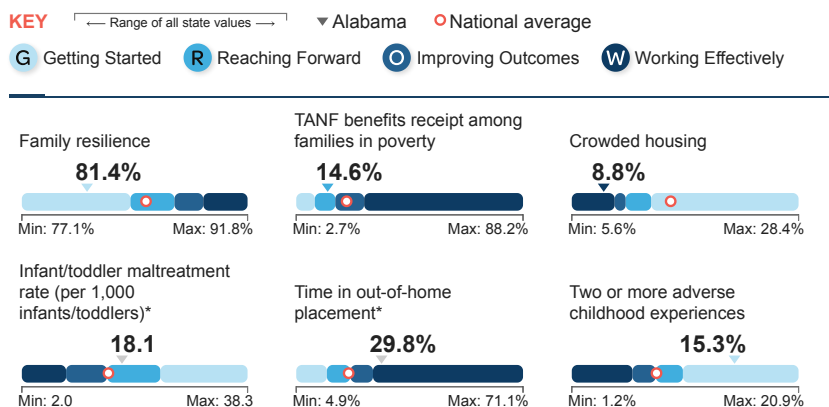 KEY ← Range of all state values → Alabama National average
G Getting Started R Reaching Forward O Improving Outcomes W Working Effectively
Family resilience
81.4%
Min: 77.1% Max: 91.8%
TANF benefits receipt among
families in poverty
14.6%
Min: 2.7% Max: 88.2%
Crowded housing
8.8%
Min: 5.6% Max: 28.4%
Infant/toddler maltreatment
rate (per 1,000
infants/toddlers)*
18.1
Min: 2.0 Max: 38.3
Time in out-of-home
placement*
29.8%
Min: 4.9% Max: 71.1%
Two or more adverse
childhood experiences
15.3%
Min: 1.2% Max: 20.9%